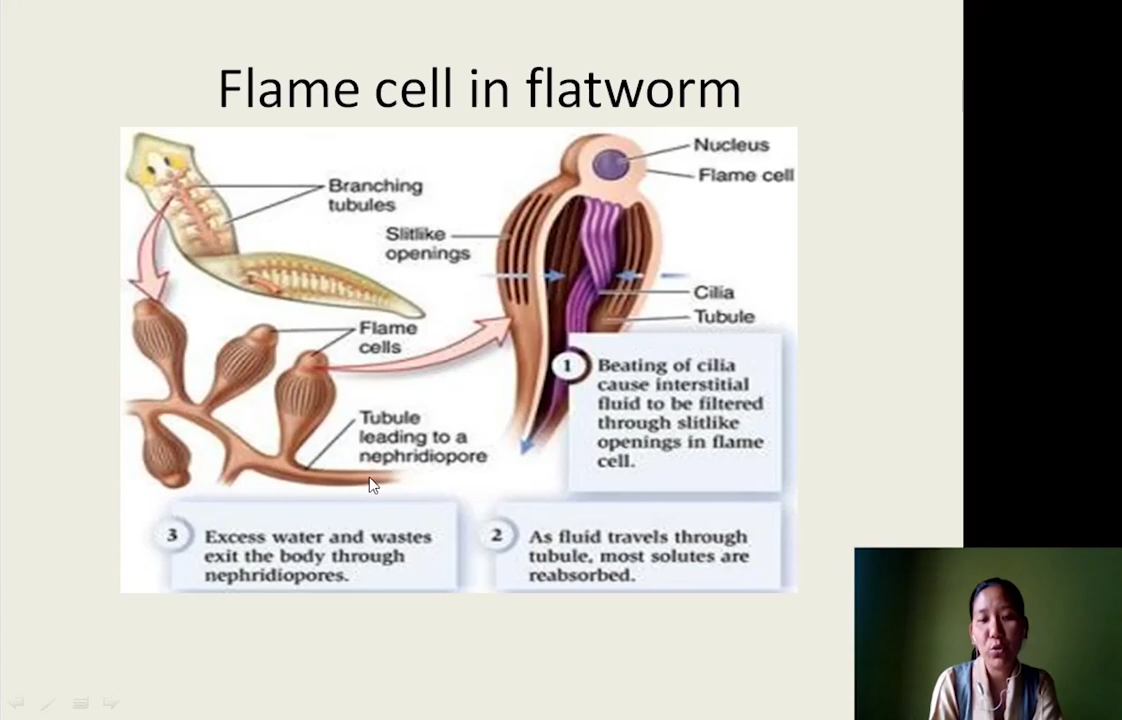 Flame cell in flatworm
Nucleus
Flame cell
Branching
tubules
Slitlike
openings
Cilia
Tubule
Flame
cells
1
Beating of cilia
cause interstitial
fluid to be filtered
through slitlike
openings in flame
cell.
Tubule
leading to a
nephridiopore
3
Excess water and wastes
exit the body through
nephridiopores.
2
As fluid travels through
tubule, most solutes are
reabsorbed.